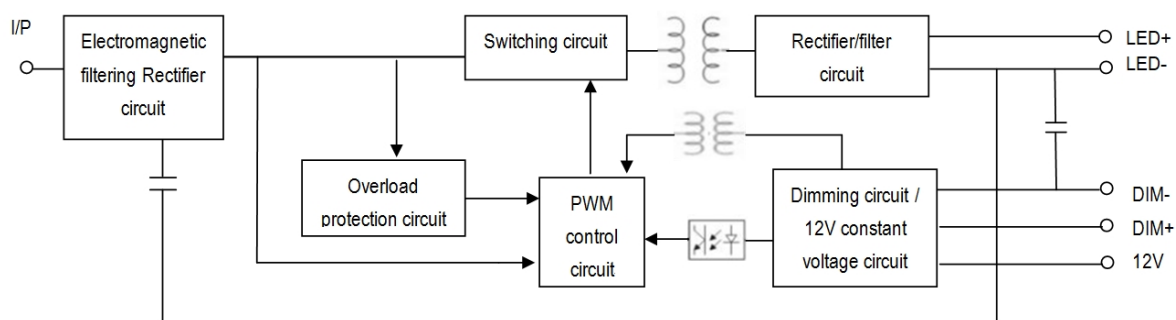 I/P
Electromagnetic
filtering Rectifier
circuit
Switching circuit
Rectifier/filter
circuit
LED+
LED-
Overload
protection circuit
PWM
control
circuit
Dimming circuit /
12V constant
voltage circuit
DIM-
DIM+
12V